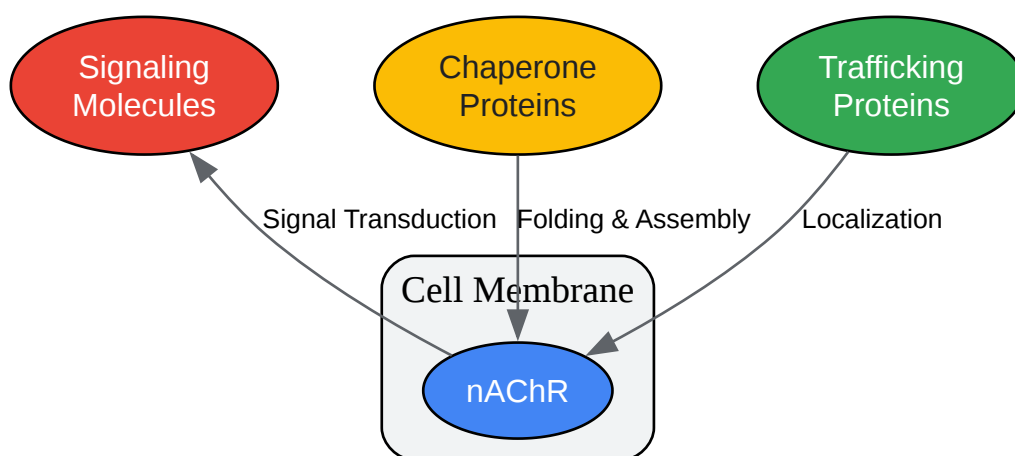 Signaling
Molecules
Chaperone
Proteins
Trafficking
Proteins
Signal Transduction
Folding & Assembly
Localization
Cell Membrane
nAChR